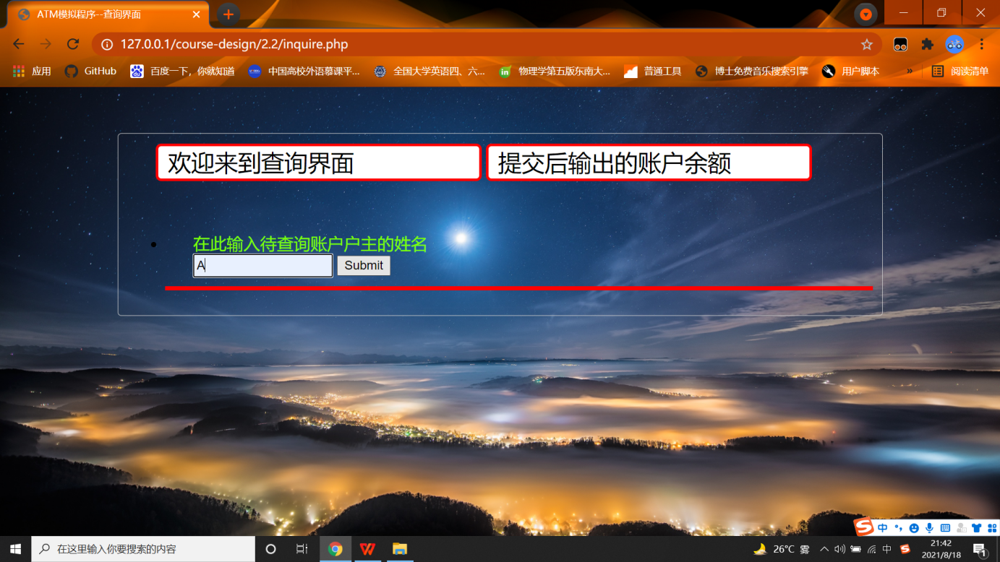 ATM模拟程序--查询界面
127.0.0.1/course-design/2.2/inquire.php
应用
GitHub
百度一下，你就知道
中国高校外语慕课平...
全国大学英语四、六...
物理学第五版东南大...
普通工具
博士免费音乐搜索引擎
用户脚本
»
阅读清单
欢迎来到查询界面
提交后输出的账户余额
在此输入待查询账户户主的姓名
A
Submit
中
在这里输入你要搜索的内容
26°C 雾
中
21:42
2021/8/18
1